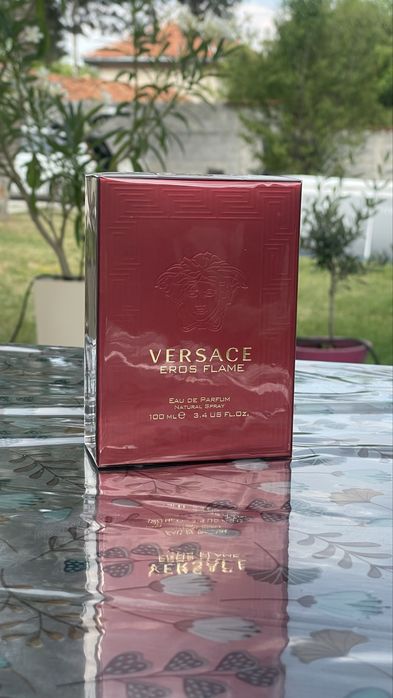 VERSACE
EROS FLAME
EAU DE PARFUM
NATURAL SPRAY
100 ML℮ 3.4 US FL.OZ.